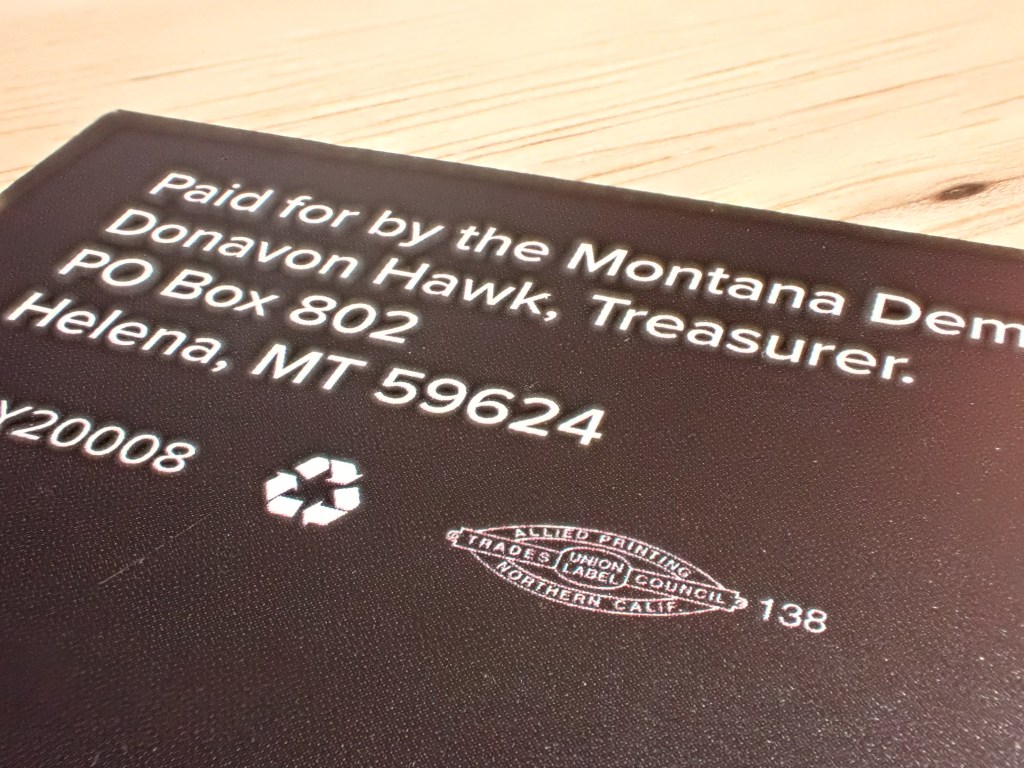 Paid for by the Montana Dem
Donavon Hawk, Treasurer.
PO Box 802
Helena, MT 59624
Y20008
ALLIED PRINTING
TRADES UNION LABEL COUNCIL
NORTHERN CALIF.
138